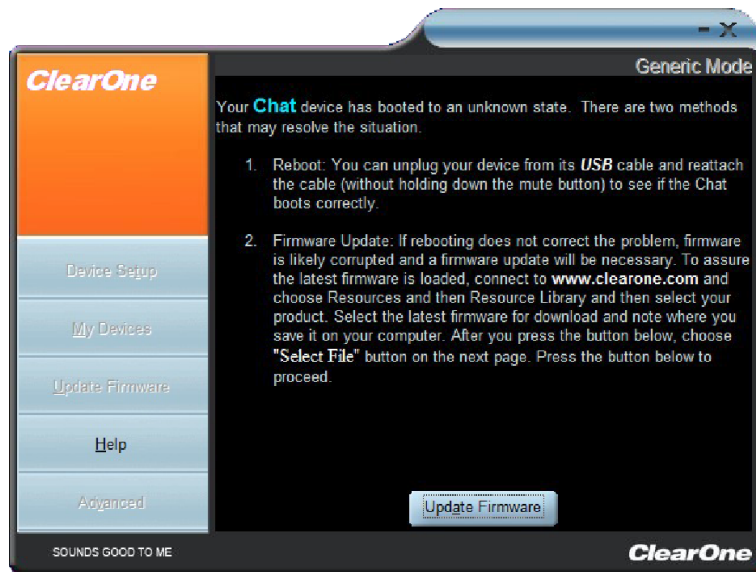 Generic Mode
ClearOne
Your Chat device has booted to an unknown state. There are two methods
that may resolve the situation.
1. Reboot: You can unplug your device from its USB cable and reattach
the cable (without holding down the mute button) to see if the Chat
boots correctly.
2. Firmware Update: If rebooting does not correct the problem, firmware
is likely corrupted and a firmware update will be necessary. To assure
the latest firmware is loaded, connect to www.clearone.com and
choose Resources and then Resource Library and then select your
product. Select the latest firmware for download and note where you
save it on your computer. After you press the button below, choose
"Select File" button on the next page. Press the button below to
proceed.
Device Setup
My Devices
Update Firmware
Help
Advanced
Update Firmware
SOUNDS GOOD TO ME
ClearOne